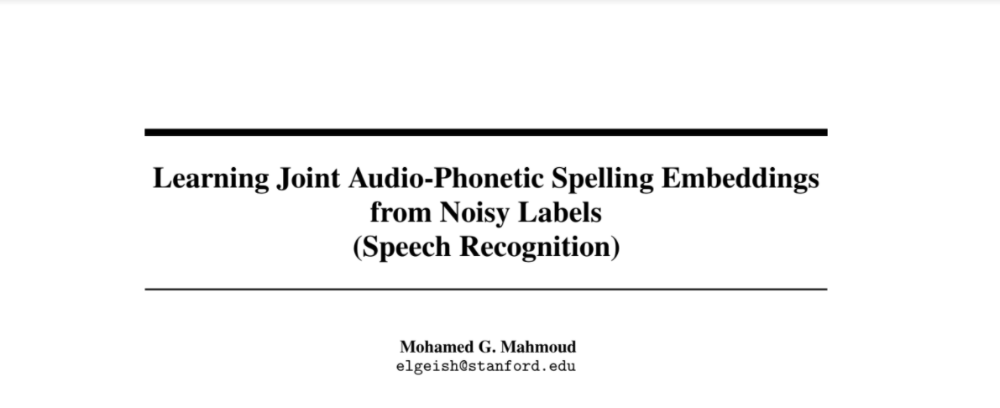 Learning Joint Audio-Phonetic Spelling Embeddings
from Noisy Labels
(Speech Recognition)
Mohamed G. Mahmoud
elgeish@stanford.edu